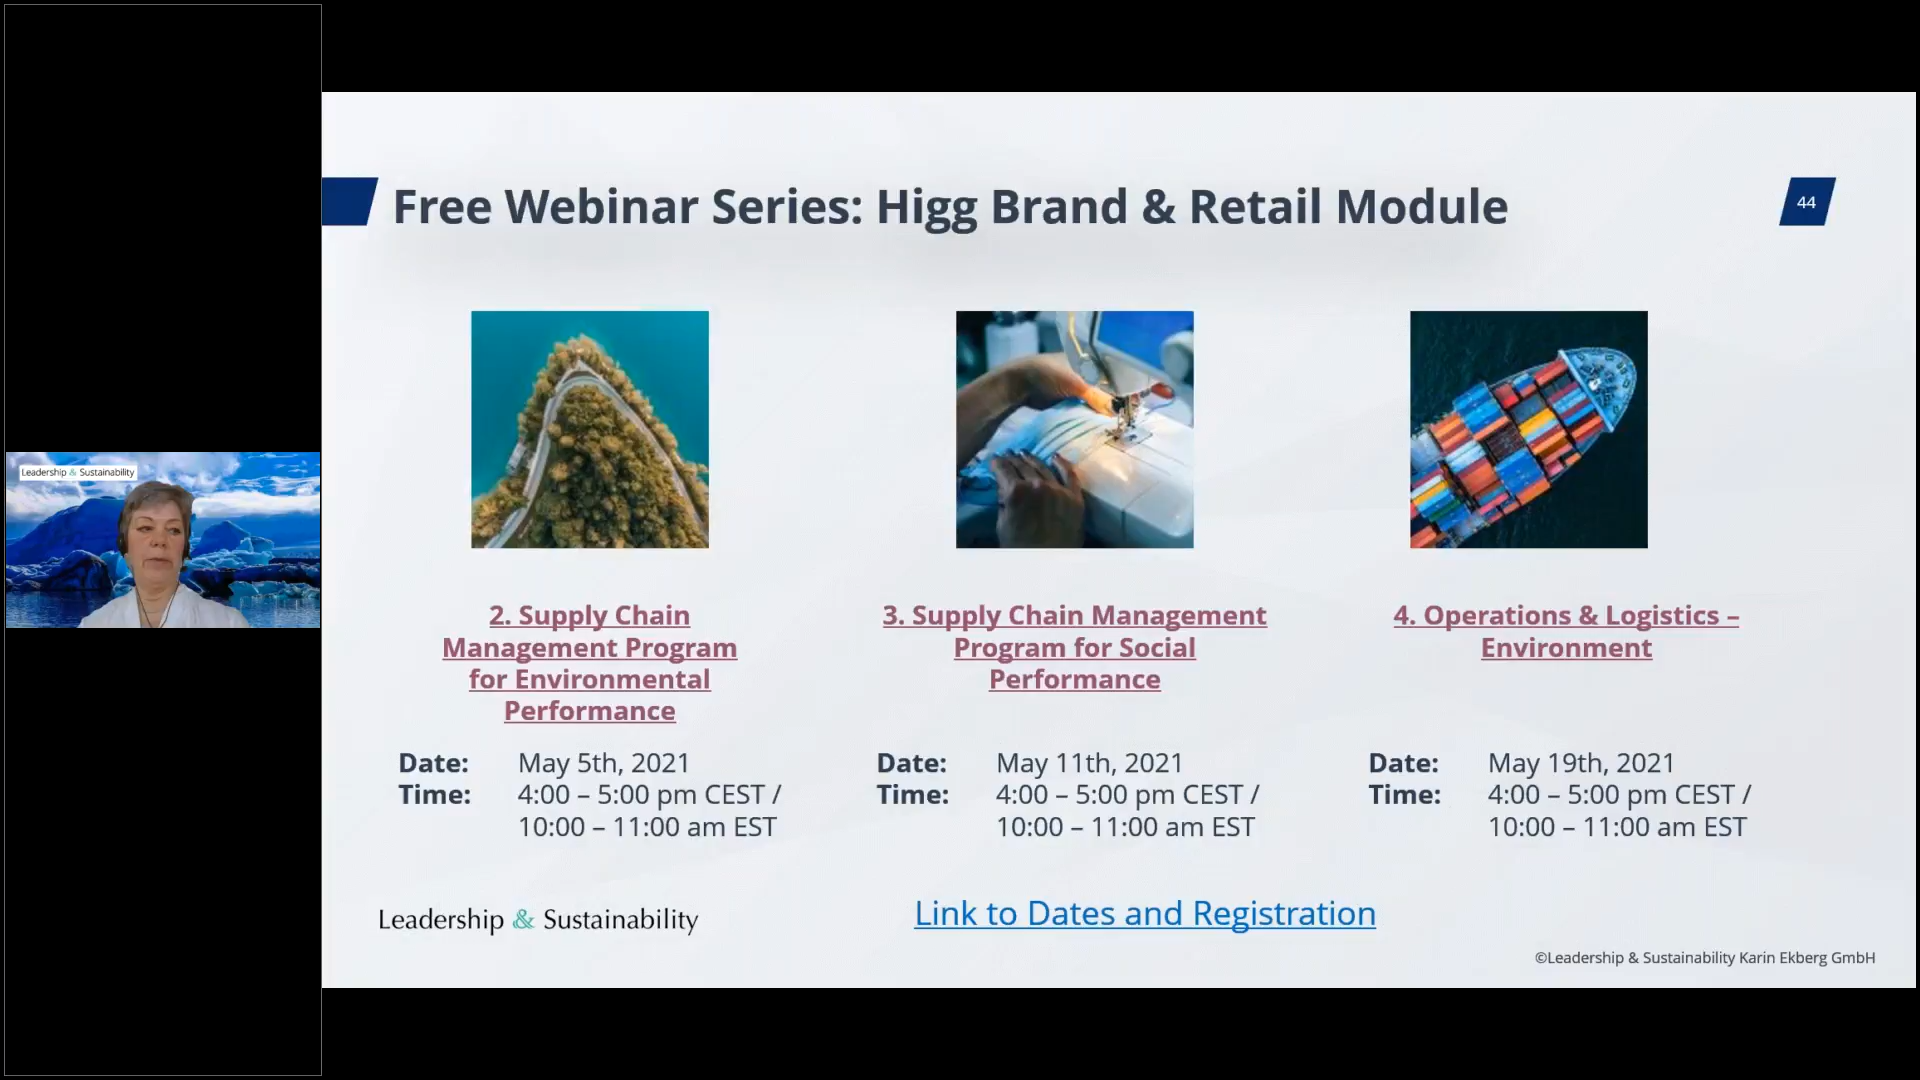 Leadership & Sustainability
Free Webinar Series: Higg Brand & Retail Module
44
2. Supply Chain
Management Program
for Environmental
Performance
Date: May 5th, 2021
Time: 4:00 – 5:00 pm CEST /
10:00 – 11:00 am EST
3. Supply Chain Management
Program for Social
Performance
Date: May 11th, 2021
Time: 4:00 – 5:00 pm CEST /
10:00 – 11:00 am EST
4. Operations & Logistics –
Environment
Date: May 19th, 2021
Time: 4:00 – 5:00 pm CEST /
10:00 – 11:00 am EST
Leadership & Sustainability
Link to Dates and Registration
©Leadership & Sustainability Karin Ekberg GmbH